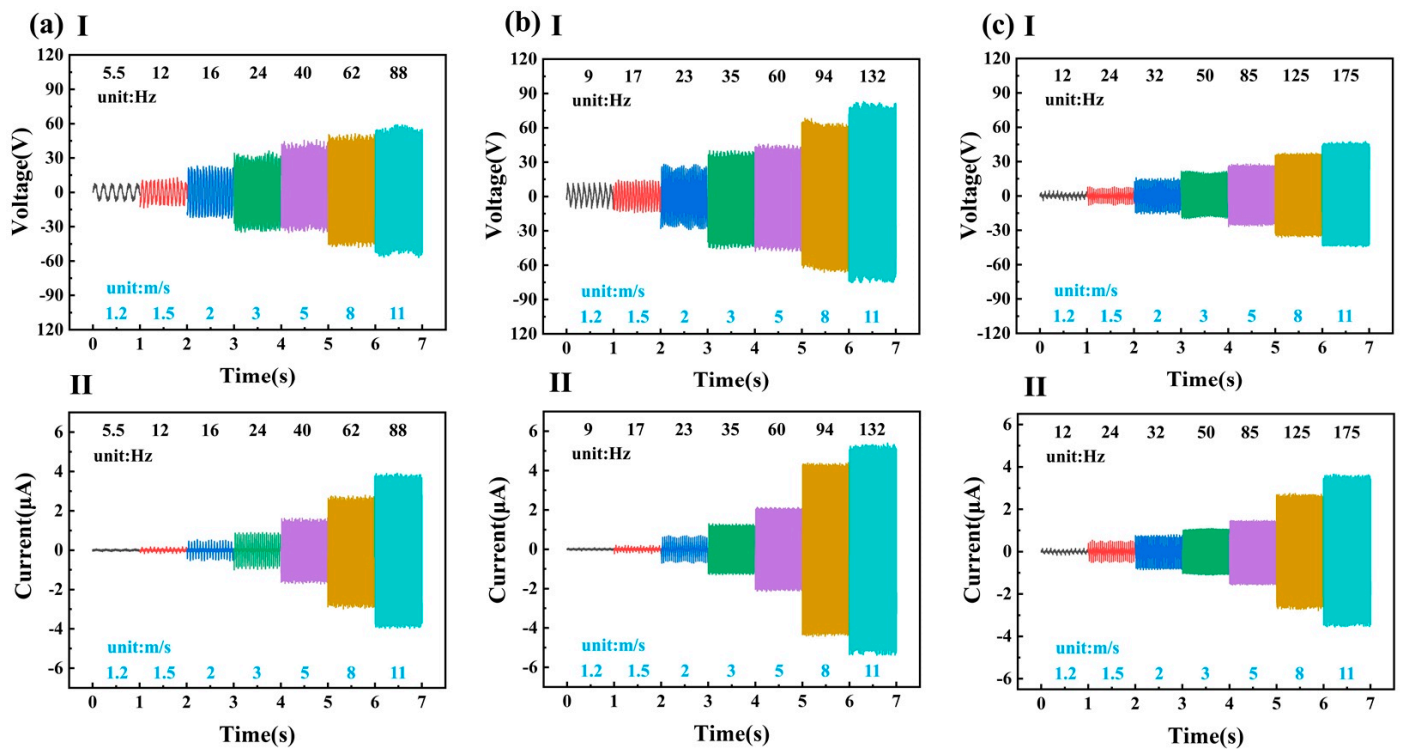 (a) I
120
90
60
30
0
-30
-60
-90
120
Voltage(V)
5.5 12 16 24 40 62 88
unit:Hz
unit:m/s
1.2 1.5 2 3 5 8 11
0 1 2 3 4 5 6 7
Time(s)
(b) I
120
90
60
30
0
-30
-60
-90
120
Voltage(V)
9 17 23 35 60 94 132
unit:Hz
unit:m/s
1.2 1.5 2 3 5 8 11
0 1 2 3 4 5 6 7
Time(s)
(c) I
120
90
60
30
0
-30
-60
-90
-120
Voltage(V)
12 24 32 50 85 125 175
unit:Hz
unit:m/s
1.2 1.5 2 3 5 8 11
0 1 2 3 4 5 6 7
Time(s)
II
6
4
2
0
-2
-4
-6
Current(μA)
5.5 12 16 24 40 62 88
unit:Hz
unit:m/s
1.2 1.5 2 3 5 8 11
0 1 2 3 4 5 6 7
Time(s)
II
6
4
2
0
-2
-4
-6
Current(μA)
9 17 23 35 60 94 132
unit:Hz
unit:m/s
1.2 1.5 2 3 5 8 11
0 1 2 3 4 5 6 7
Time(s)
II
6
4
2
0
-2
-4
-6
Current(μA)
12 24 32 50 85 125 175
unit:Hz
unit:m/s
1.2 1.5 2 3 5 8 11
0 1 2 3 4 5 6 7
Time(s)